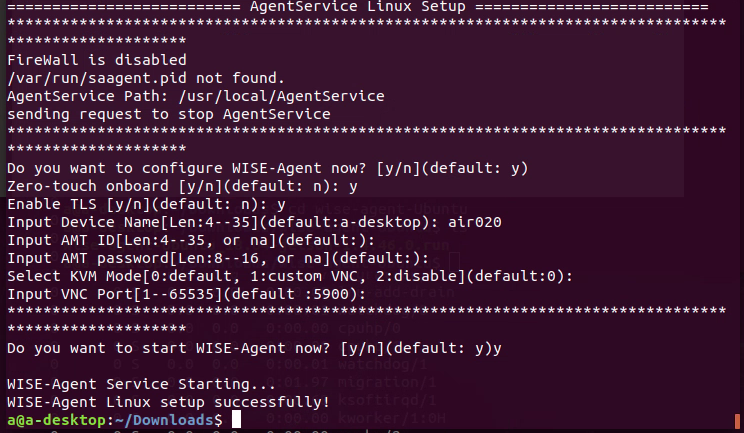 ========================== AgentService Linux Setup ==========================
********************************************************************************
********************
FireWall is disabled
/var/run/saagent.pid not found.
AgentService Path: /usr/local/AgentService
sending request to stop AgentService
********************************************************************************
********************
Do you want to configure WISE-Agent now? [y/n](default: y)
Zero-touch onboard [y/n](default: n): y
Enable TLS [y/n](default: n): y
Input Device Name[Len:4--35](default:a-desktop): air020
Input AMT ID[Len:4--35, or na](default:):
Input AMT password[Len:8--16, or na](default:):
Select KVM Mode[0:default, 1:custom VNC, 2:disable](default:0):
Input VNC Port[1--65535](default :5900):
********************************************************************************
********************
Do you want to start WISE-Agent now? [y/n](default: y)y
WISE-Agent Service Starting...
WISE-Agent Linux setup successfully!
a@a-desktop:~/Downloads$